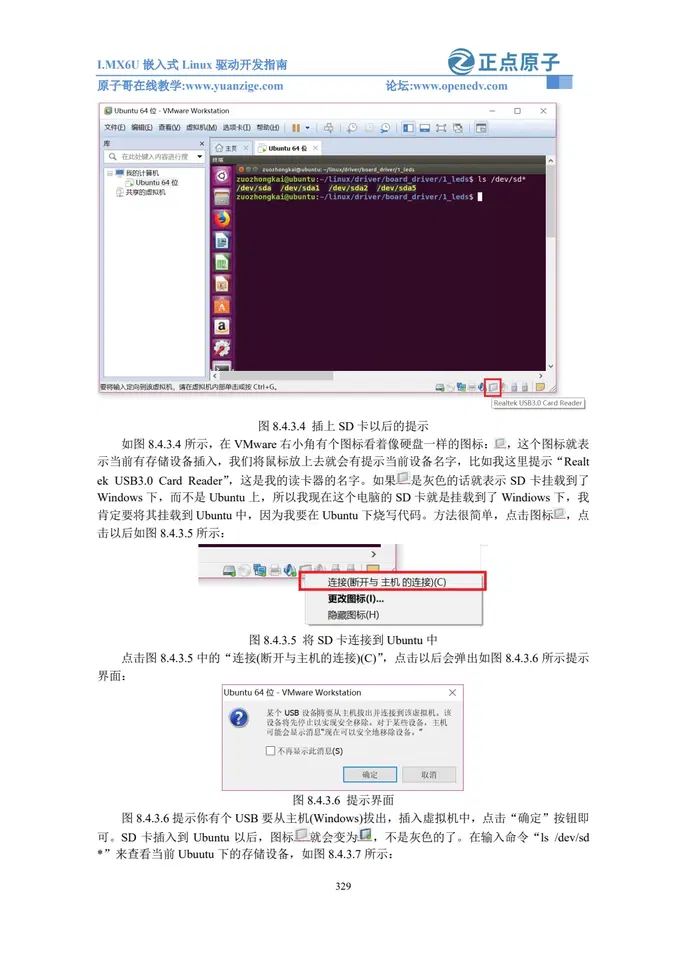 I.MX6U 嵌入式 Linux 驱动开发指南
正点原子
原子哥在线教学:www.yuanzige.com 论坛:www.openedv.com
Ubuntu 64 位 - VMware Workstation
文件(F) 编辑(E) 查看(V) 虚拟机(M) 选项卡(T) 帮助(H)
库
主页
Ubuntu 64 位
在此处键入内容进行搜
终端
我的计算机
Ubuntu 64 位
共享的虚拟机
zuozhongkai@ubuntu: ~/linux/driver/board_driver/1_leds
zuozhongkai@ubuntu:~/linux/driver/board_driver/1_leds$ ls /dev/sd*
/dev/sda /dev/sda1 /dev/sda2 /dev/sda5
zuozhongkai@ubuntu:~/linux/driver/board_driver/1_leds$
要将输入定向到该虚拟机，请在虚拟机内部单击或按 Ctrl+G。
Realtek USB3.0 Card Reader
图 8.4.3.4 插上 SD 卡以后的提示
如图 8.4.3.4 所示，在 VMware 右小角有个图标看着像硬盘一样的图标：，这个图标就表
示当前有存储设备插入，我们将鼠标放上去就会有提示当前设备名字，比如我这里提示“Realt
ek USB3.0 Card Reader”，这是我的读卡器的名字。如果是灰色的话就表示 SD 卡挂载到了
Windows 下，而不是 Ubuntu 上，所以我现在这个电脑的 SD 卡就是挂载到了 Windiows 下，我
肯定要将其挂载到 Ubuntu 中，因为我要在 Ubuntu 下烧写代码。方法很简单，点击图标，点
击以后如图 8.4.3.5 所示：
连接(断开与 主机 的连接)(C)
更改图标(I)...
隐藏图标(H)
图 8.4.3.5 将 SD 卡连接到 Ubuntu 中
点击图 8.4.3.5 中的“连接(断开与主机的连接)(C)”，点击以后会弹出如图 8.4.3.6 所示提示
界面：
Ubuntu 64 位 - VMware Workstation
某个 USB 设备将要从主机拔出并连接到该虚拟机。该
设备将先停止以实现安全移除。对于某些设备，主机
可能会显示消息“现在可以安全地移除设备。”
不再显示此消息(S)
确定 取消
图 8.4.3.6 提示界面
图 8.4.3.6 提示你有个 USB 要从主机(Windows)拔出，插入虚拟机中，点击“确定”按钮即
可。SD 卡插入到 Ubuntu 以后，图标就会变为，不是灰色的了。在输入命令“ls /dev/sd
*”来查看当前 Ubuutu 下的存储设备，如图 8.4.3.7 所示：
329